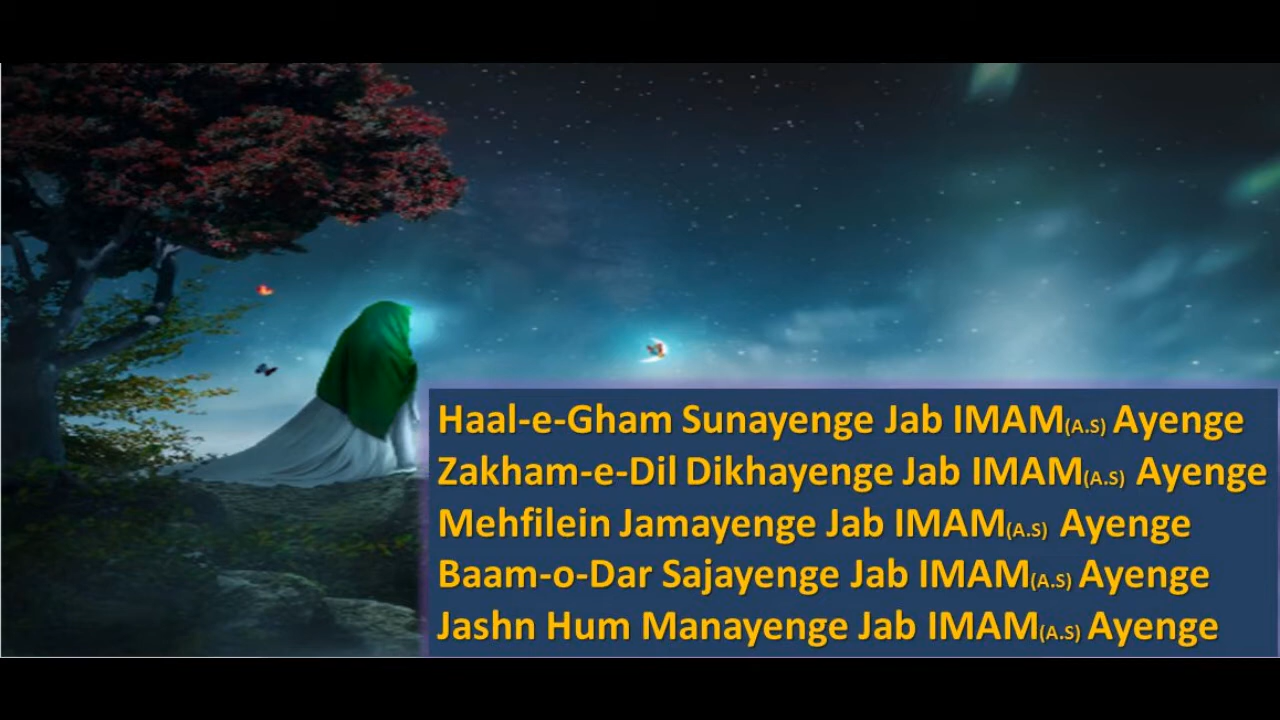 Haal-e-Gham Sunayenge Jab IMAM(A.S) Ayenge
Zakham-e-Dil Dikhayenge Jab IMAM(A.S) Ayenge
Mehfilein Jamayenge Jab IMAM(A.S) Ayenge
Baam-o-Dar Sajayenge Jab IMAM(A.S) Ayenge
Jashn Hum Manayenge Jab IMAM(A.S) Ayenge